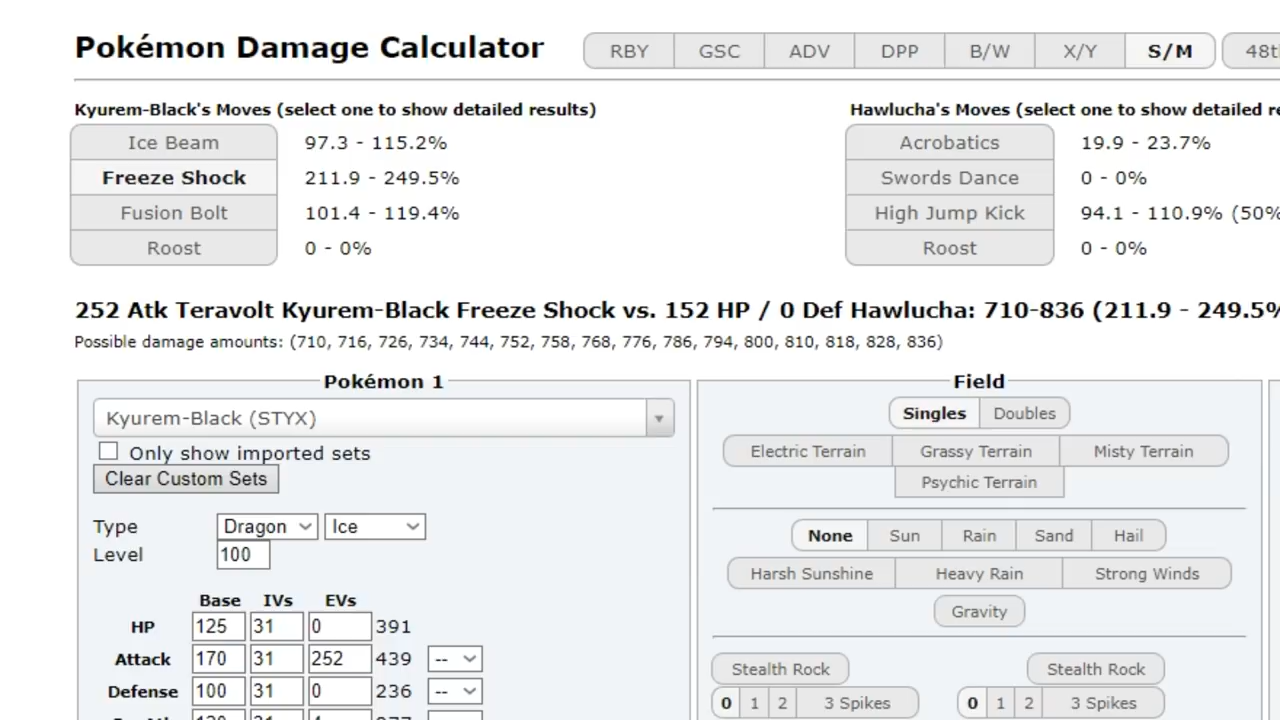 Pokémon Damage Calculator RBY GSC ADV DPP B/W X/Y S/M
Kyurem-Black's Moves (select one to show detailed results) Hawlucha's Moves (select one to show detailed
Ice Beam 97.3 - 115.2% Acrobatics 19.9 - 23.7%
Freeze Shock 211.9 - 249.5% Swords Dance 0 - 0%
Fusion Bolt 101.4 - 119.4% High Jump Kick 94.1 - 110.9% (50%
Roost 0 - 0% Roost 0 - 0%
252 Atk Teravolt Kyurem-Black Freeze Shock vs. 152 HP / 0 Def Hawlucha: 710-836 (211.9 - 249.5%
Possible damage amounts: (710, 716, 726, 734, 744, 752, 758, 768, 776, 786, 794, 800, 810, 818, 828, 836)
Pokémon 1 Field
Kyurem-Black (STYX) Singles Doubles
Only show imported sets Electric Terrain Grassy Terrain Misty Terrain
Clear Custom Sets Psychic Terrain
Type Dragon Ice None Sun Rain Sand Hail
Level 100 Harsh Sunshine Heavy Rain Strong Winds
Base IVs EVs Gravity
HP 125 31 0 391
Attack 170 31 252 439 -- Stealth Rock Stealth Rock
Defense 100 31 0 236 -- 0 1 2 3 Spikes 0 1 2 3 Spikes